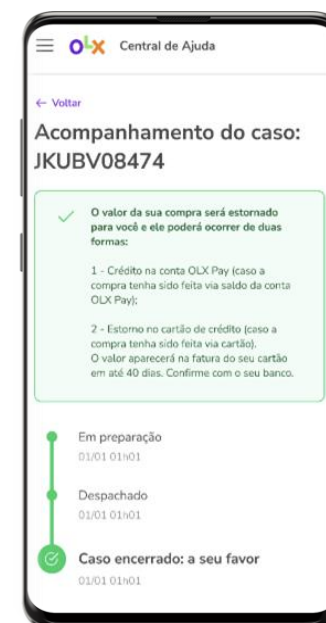 OLX Central de Ajuda
← Voltar
Acompanhamento do caso:
JKUBV08474
O valor da sua compra será estornado
para você e ele poderá ocorrer de duas
formas:
1 - Crédito na conta OLX Pay (caso a
compra tenha sido feita via saldo da conta
OLX Pay);
2 - Estorno no cartão de crédito (caso a
compra tenha sido feita via cartão).
O valor aparecerá na fatura do seu cartão
em até 40 dias. Confirme com o seu banco.
Em preparação
01/01 01h01
Despachado
01/01 01h01
Caso encerrado: a seu favor
01/01 01h01